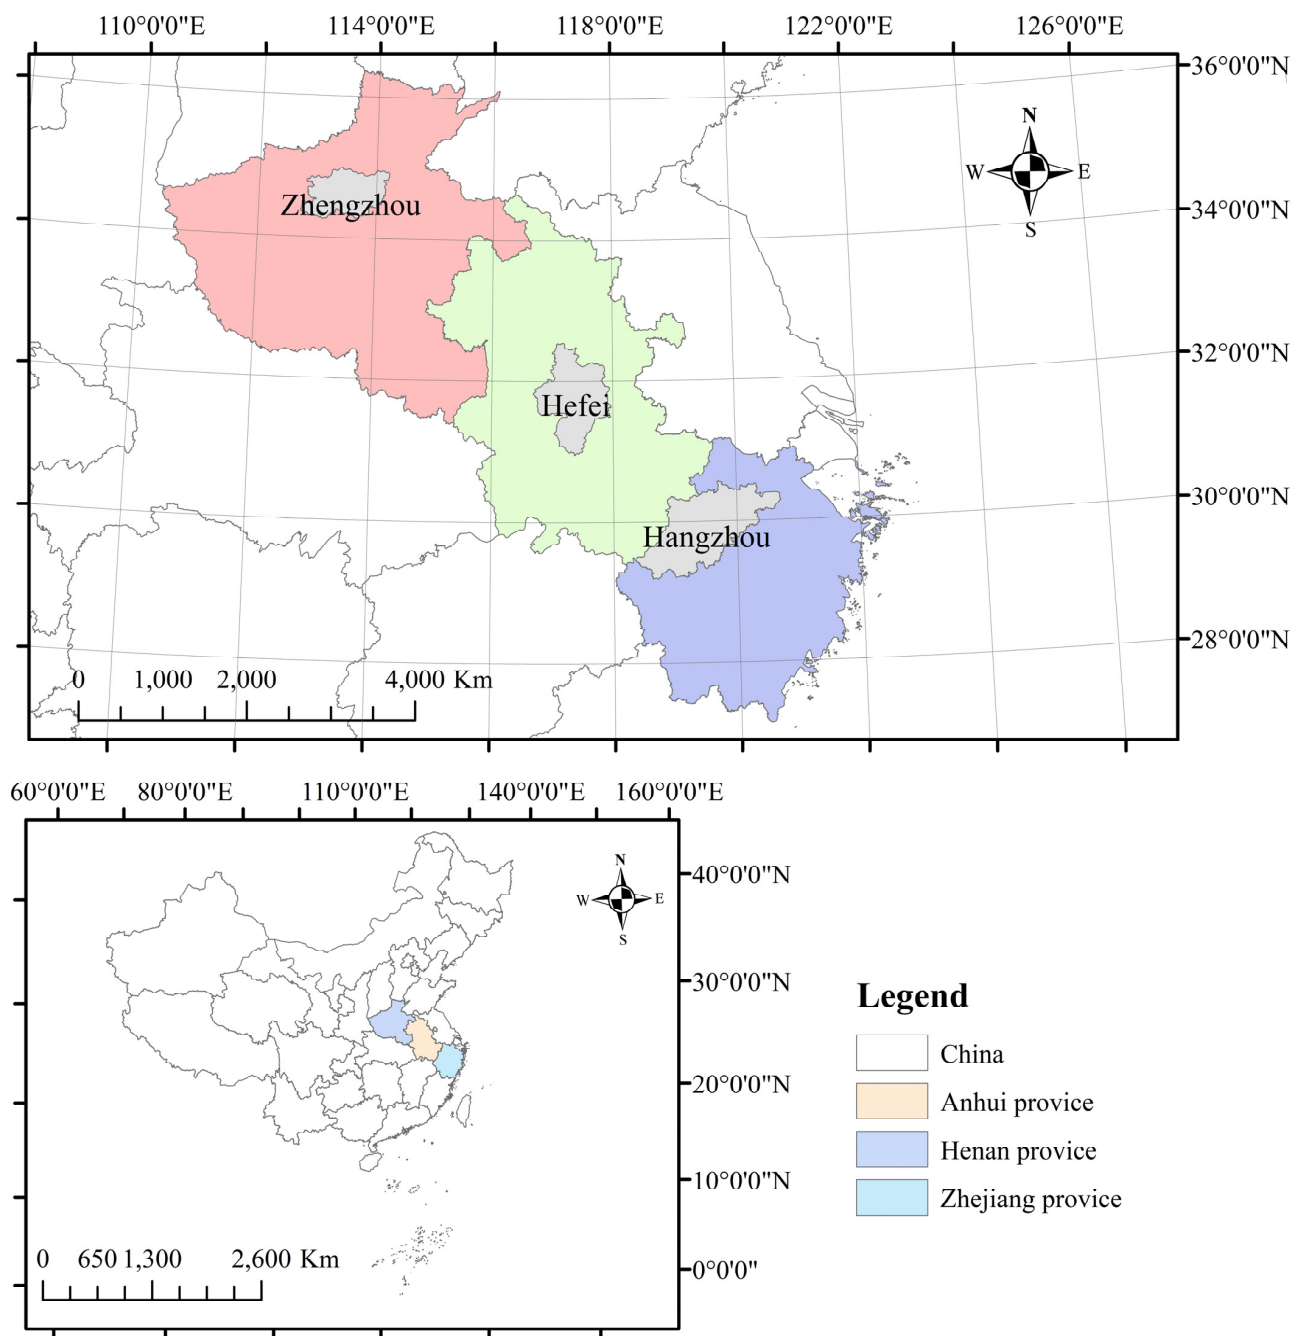 110°0'0"E 114°0'0"E 118°0'0"E 122°0'0"E 126°0'0"E
36°0'0"N
N
W E
S
Zhengzhou
34°0'0"N
32°0'0"N
Hefei
30°0'0"N
Hangzhou
28°0'0"N
0 1,000 2,000 4,000 Km
60°0'0"E 80°0'0"E 110°0'0"E 140°0'0"E 160°0'0"E
N
W E
S
40°0'0"N
30°0'0"N
20°0'0"N
10°0'0"N
0°0'0"
0 650 1,300 2,600 Km
Legend
China
Anhui provice
Henan provice
Zhejiang provice